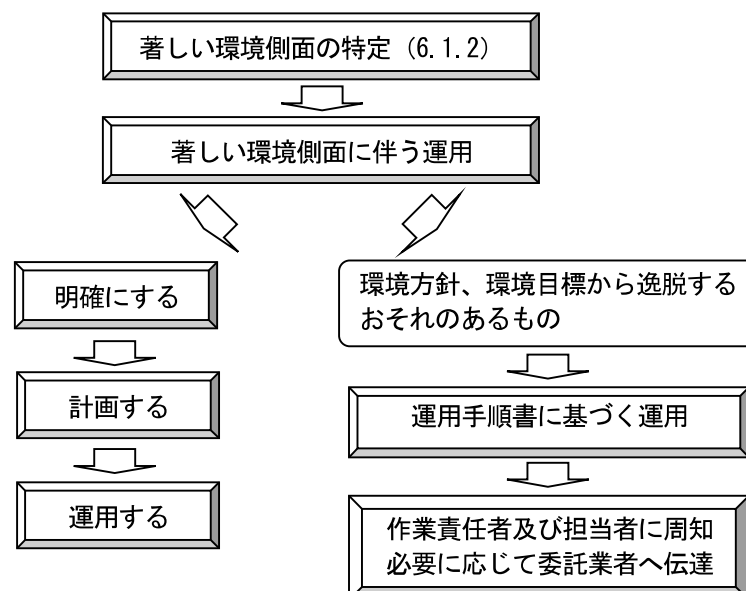 著しい環境側面の特定（6.1.2）
著しい環境側面に伴う運用
明確にする
計画する
運用する
環境方針、環境目標から逸脱する
おそれのあるもの
運用手順書に基づく運用
作業責任者及び担当者に周知
必要に応じて委託業者へ伝達